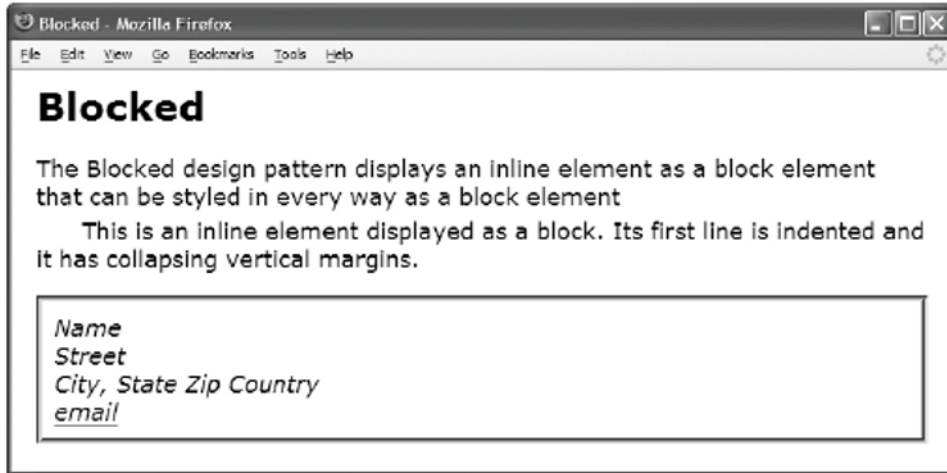 Blocked - Mozilla Firefox
File Edit View Go Bookmarks Tools Help
Blocked
The Blocked design pattern displays an inline element as a block element
that can be styled in every way as a block element
This is an inline element displayed as a block. Its first line is indented and
it has collapsing vertical margins.
Name
Street
City, State Zip Country
email